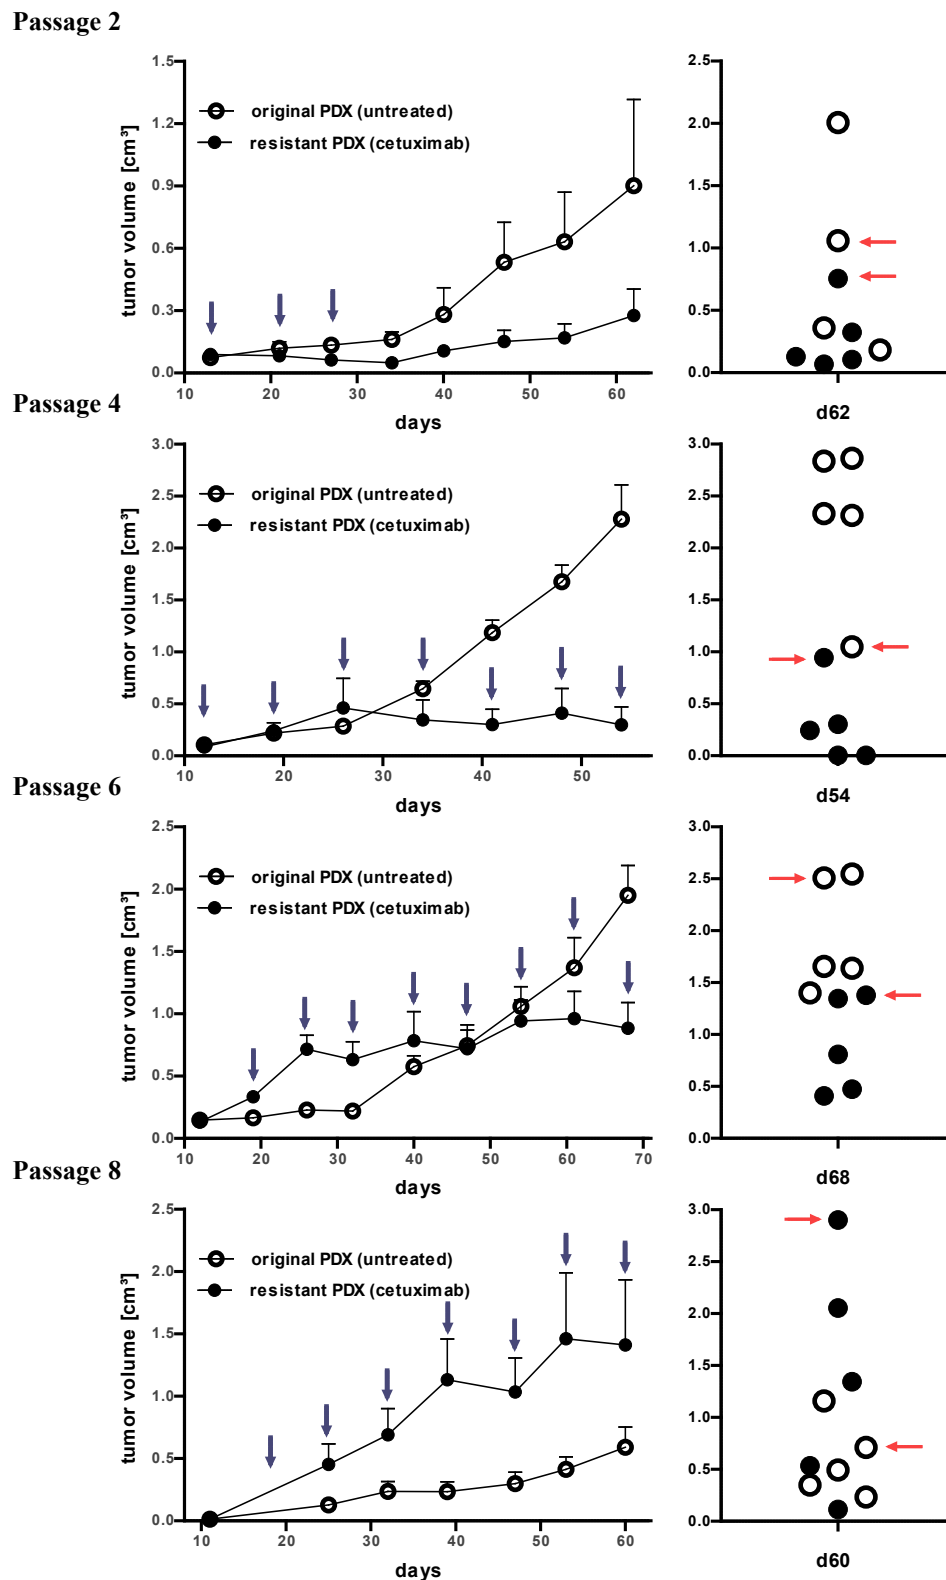 Passage 2
tumor volume [cm³]
1.5
1.2
0.9
0.6
0.3
0.0
original PDX (untreated)
resistant PDX (cetuximab)
10 20 30 40 50 60
days
2.5
2.0
1.5
1.0
0.5
0.0
d62
Passage 4
tumor volume [cm³]
3.0
2.5
2.0
1.5
1.0
0.5
0.0
original PDX (untreated)
resistant PDX (cetuximab)
10 20 30 40 50
days
3.0
2.5
2.0
1.5
1.0
0.5
0.0
d54
Passage 6
tumor volume [cm³]
2.5
2.0
1.5
1.0
0.5
0.0
original PDX (untreated)
resistant PDX (cetuximab)
10 20 30 40 50 60 70
days
3.0
2.5
2.0
1.5
1.0
0.5
0.0
d68
Passage 8
tumor volume [cm³]
2.5
2.0
1.5
1.0
0.5
0.0
original PDX (untreated)
resistant PDX (cetuximab)
10 20 30 40 50 60
days
3.0
2.5
2.0
1.5
1.0
0.5
0.0
d60